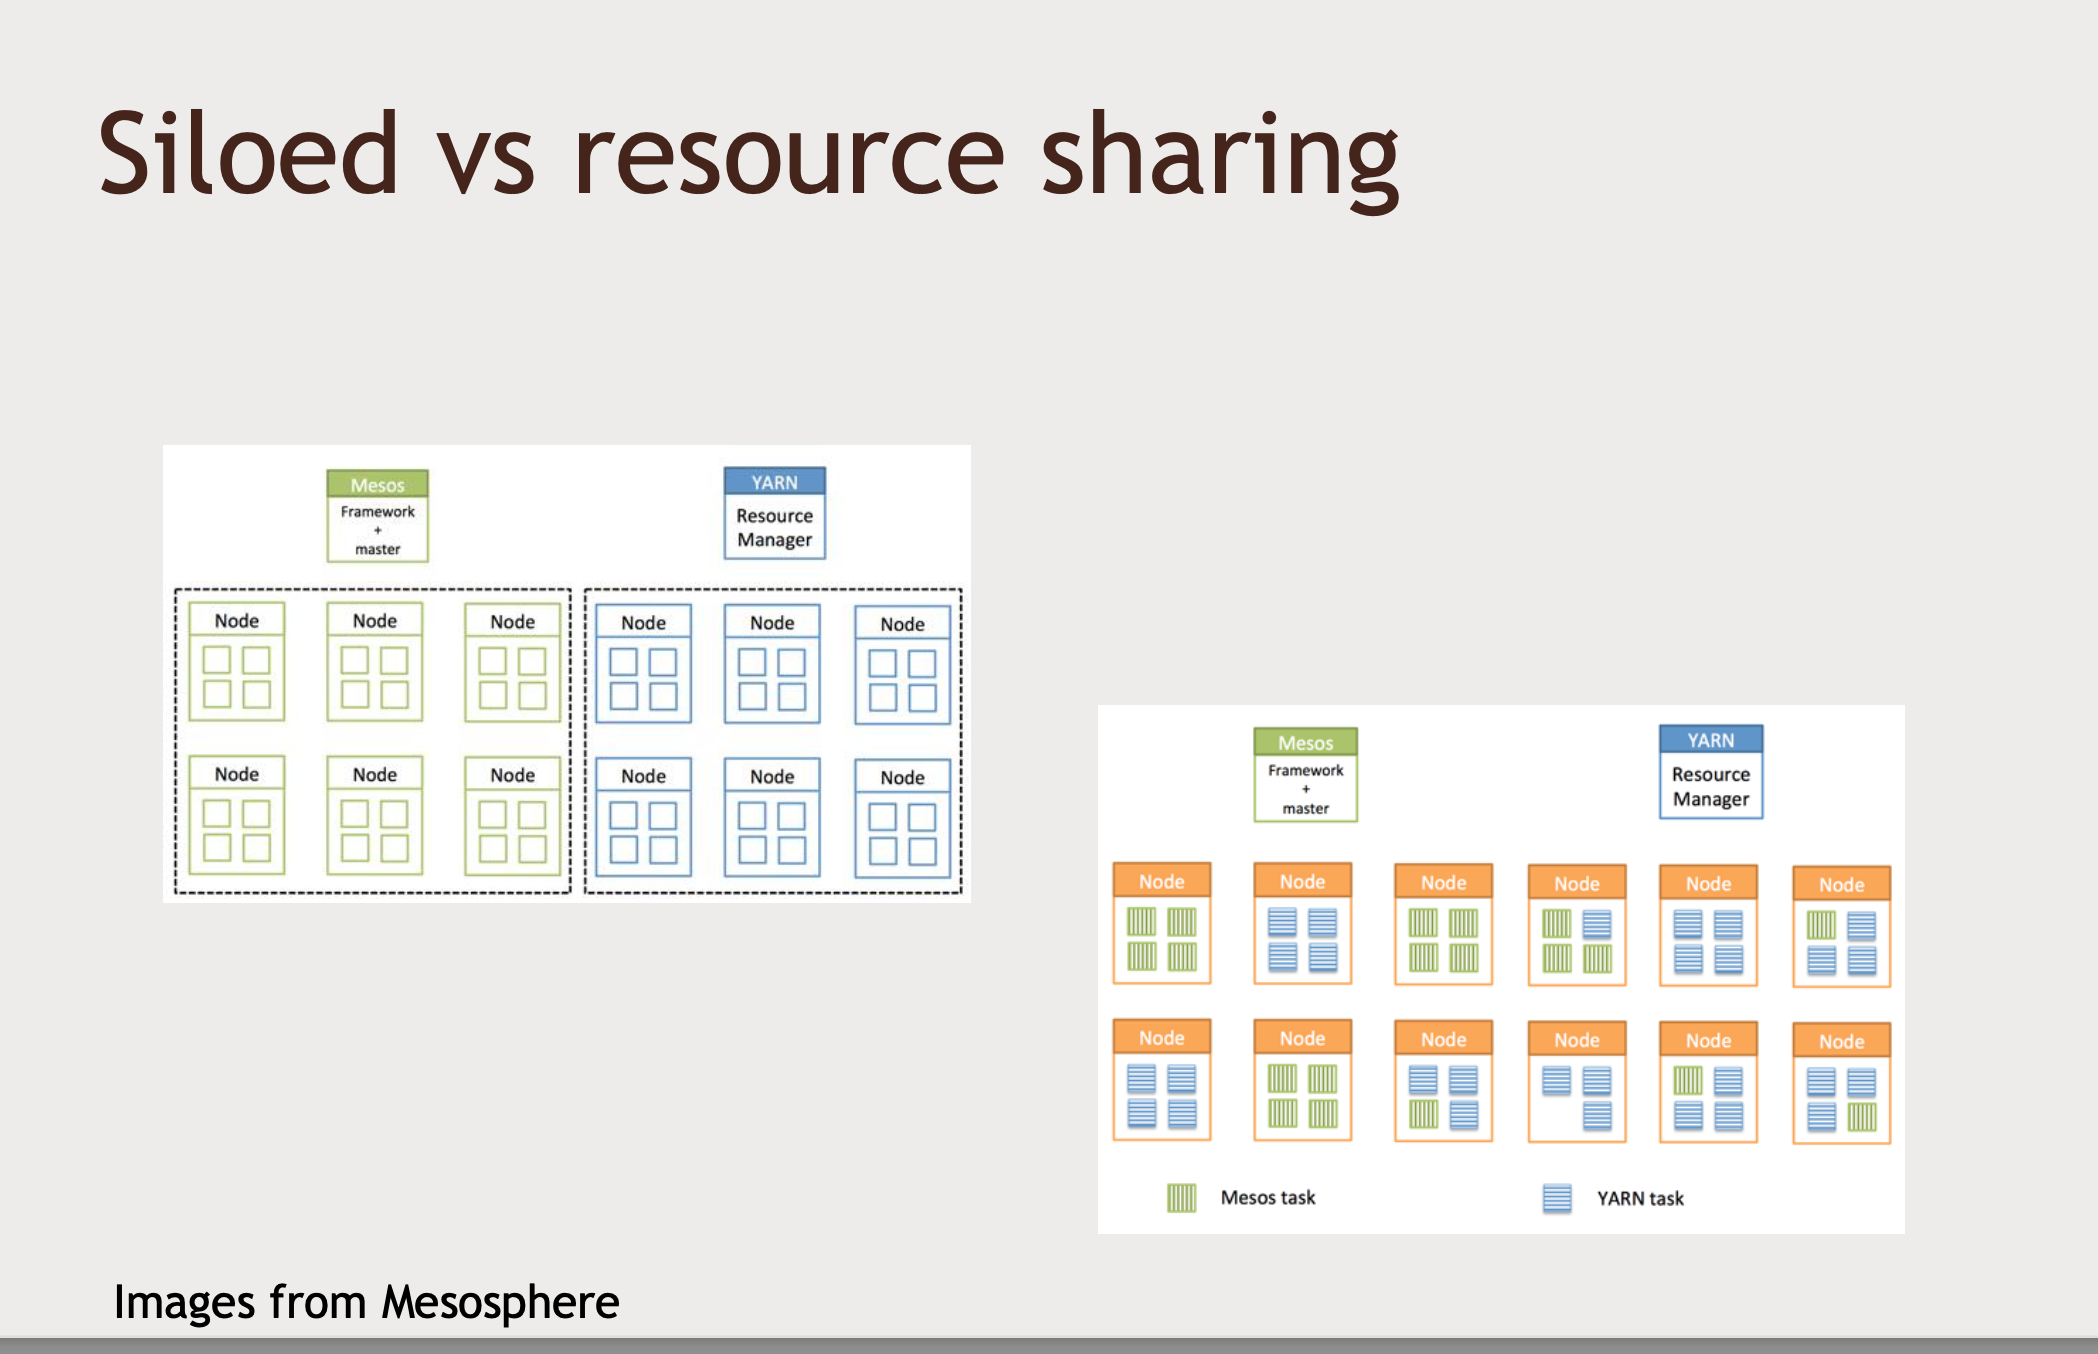 Siloed vs resource sharing
Mesos
Framework
+
master
YARN
Resource
Manager
Node Node Node Node Node Node
Node Node Node Node Node Node
Mesos
Framework
+
master
YARN
Resource
Manager
Node Node Node Node Node Node
Node Node Node Node Node Node
Mesos task YARN task
Images from Mesosphere